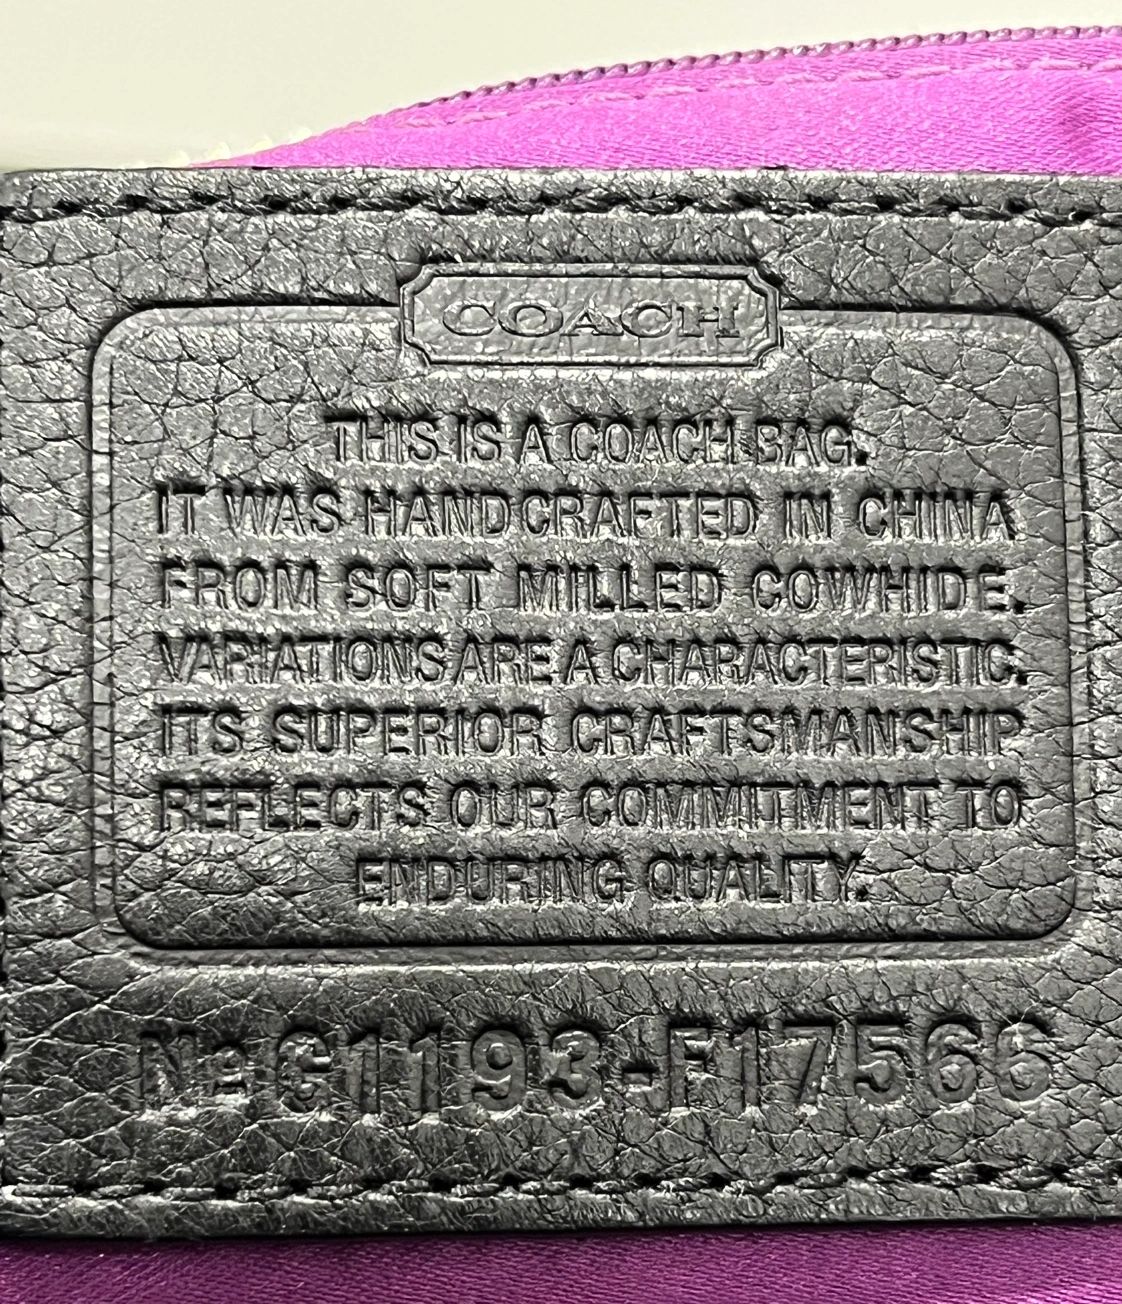 COACH
THIS IS A COACH BAG.
IT WAS HANDCRAFTED IN CHINA
FROM SOFT MILLED COWHIDE.
VARIATIONS ARE A CHARACTERISTIC.
ITS SUPERIOR CRAFTSMANSHIP
REFLECTS OUR COMMITMENT TO
ENDURING QUALITY.
No G1193-F17566